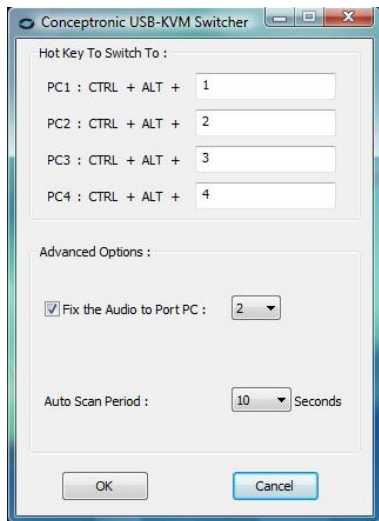 Conceptronic USB-KVM Switcher
Hot Key To Switch To :
PC1 : CTRL + ALT + 1
PC2 : CTRL + ALT + 2
PC3 : CTRL + ALT + 3
PC4 : CTRL + ALT + 4
Advanced Options :
Fix the Audio to Port PC : 2
Auto Scan Period : 10 Seconds
OK Cancel